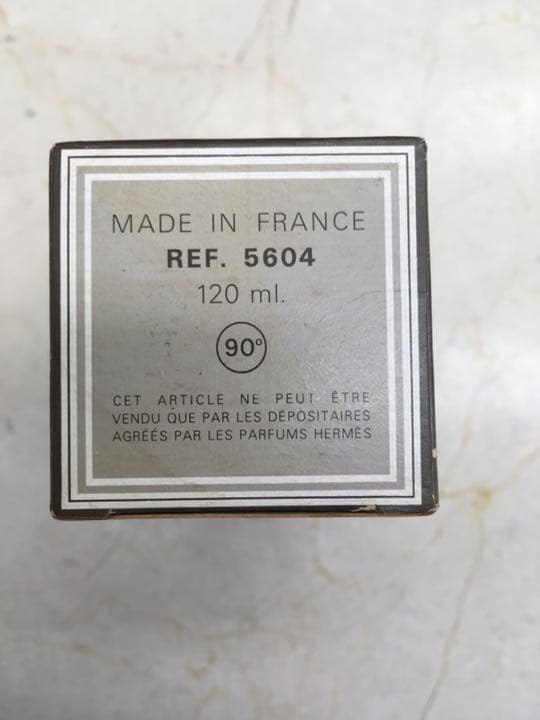 MADE IN FRANCE
REF. 5604
120 ml.
90°
CET ARTICLE NE PEUT ÊTRE
VENDU QUE PAR LES DÉPOSITAIRES
AGRÉÉS PAR LES PARFUMS HERMÈS